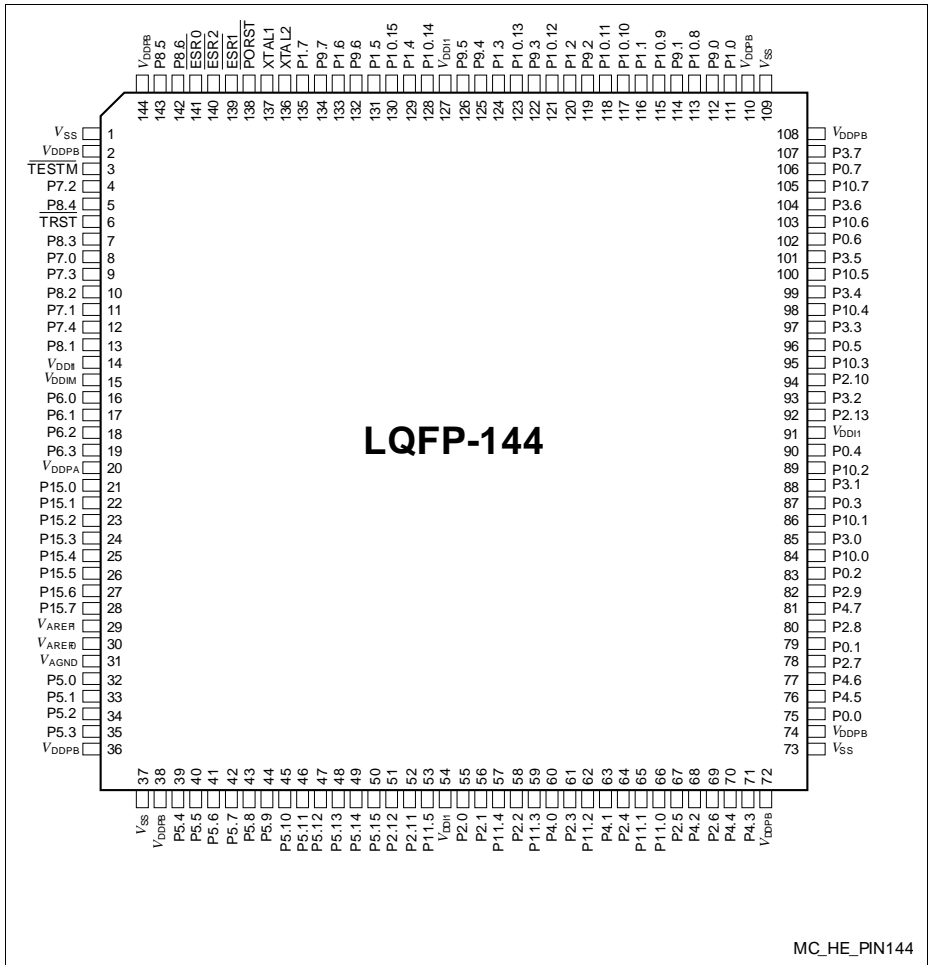 VDDPB 144
P8.5 143
P8.6 142
ESR0 141
ESR2 140
ESR1 139
PORST 138
XTAL1 137
XTAL2 136
P1.7 135
P9.7 134
P1.6 133
P9.6 132
P1.5 131
P10.15 130
P1.4 129
P10.14 128
VDDI1 127
P9.5 126
P9.4 125
P1.3 124
P10.13 123
P9.3 122
P10.12 121
P1.2 120
P9.2 119
P10.11 118
P10.10 117
P1.1 116
P10.9 115
P9.1 114
P10.8 113
P9.0 112
P1.0 111
VDDPB 110
VSS 109
VSS 1
VDDPB 2
TESTM 3
P7.2 4
P8.4 5
TRST 6
P8.3 7
P7.0 8
P7.3 9
P8.2 10
P7.1 11
P7.4 12
P8.1 13
VDDI1 14
VDDIM 15
P6.0 16
P6.1 17
P6.2 18
P6.3 19
VDDPA 20
P15.0 21
P15.1 22
P15.2 23
P15.3 24
P15.4 25
P15.5 26
P15.6 27
P15.7 28
VAREF1 29
VAREF0 30
VAGND 31
P5.0 32
P5.1 33
P5.2 34
P5.3 35
VDDPB 36
LQFP-144
108 VDDPB
107 P3.7
106 P0.7
105 P10.7
104 P3.6
103 P10.6
102 P0.6
101 P3.5
100 P10.5
99 P3.4
98 P10.4
97 P3.3
96 P0.5
95 P10.3
94 P2.10
93 P3.2
92 P2.13
91 VDDI1
90 P0.4
89 P10.2
88 P3.1
87 P0.3
86 P10.1
85 P3.0
84 P10.0
83 P0.2
82 P2.9
81 P4.7
80 P2.8
79 P0.1
78 P2.7
77 P4.6
76 P4.5
75 P0.0
74 VDDPB
73 VSS
37 VSS
38 VDDPB
39 P5.4
40 P5.5
41 P5.6
42 P5.7
43 P5.8
44 P5.9
45 P5.10
46 P5.11
47 P5.12
48 P5.13
49 P5.14
50 P5.15
51 P2.12
52 P2.11
53 P11.5
54 VDDI1
55 P2.0
56 P2.1
57 P11.4
58 P2.2
59 P11.3
60 P4.0
61 P2.3
62 P11.2
63 P4.1
64 P2.4
65 P11.1
66 P11.0
67 P2.5
68 P4.2
69 P2.6
70 P4.4
71 P4.3
72 VDDPB
MC_HE_PIN144